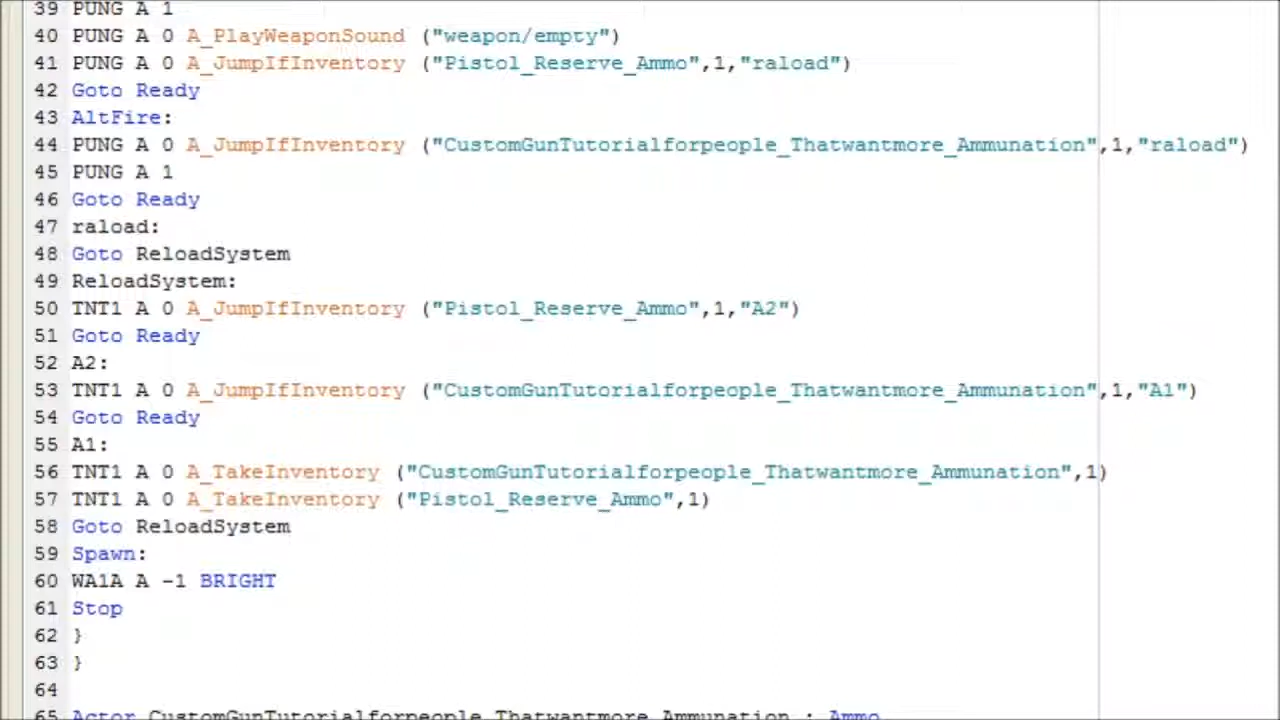 39 PUNG A 1
40 PUNG A 0 A_PlayWeaponSound ("weapon/empty")
41 PUNG A 0 A_JumpIfInventory ("Pistol_Reserve_Ammo",1,"raload")
42 Goto Ready
43 AltFire:
44 PUNG A 0 A_JumpIfInventory ("CustomGunTutorialforpeople_Thatwantmore_Ammunation",1,"raload")
45 PUNG A 1
46 Goto Ready
47 raload:
48 Goto ReloadSystem
49 ReloadSystem:
50 TNT1 A 0 A_JumpIfInventory ("Pistol_Reserve_Ammo",1,"A2")
51 Goto Ready
52 A2:
53 TNT1 A 0 A_JumpIfInventory ("CustomGunTutorialforpeople_Thatwantmore_Ammunation",1,"A1")
54 Goto Ready
55 A1:
56 TNT1 A 0 A_TakeInventory ("CustomGunTutorialforpeople_Thatwantmore_Ammunation",1)
57 TNT1 A 0 A_TakeInventory ("Pistol_Reserve_Ammo",1)
58 Goto ReloadSystem
59 Spawn:
60 WA1A A -1 BRIGHT
61 Stop
62 }
63 }
64
65 Actor CustomGunTutorialforpeople_Thatwantmore_Ammunation : Ammo